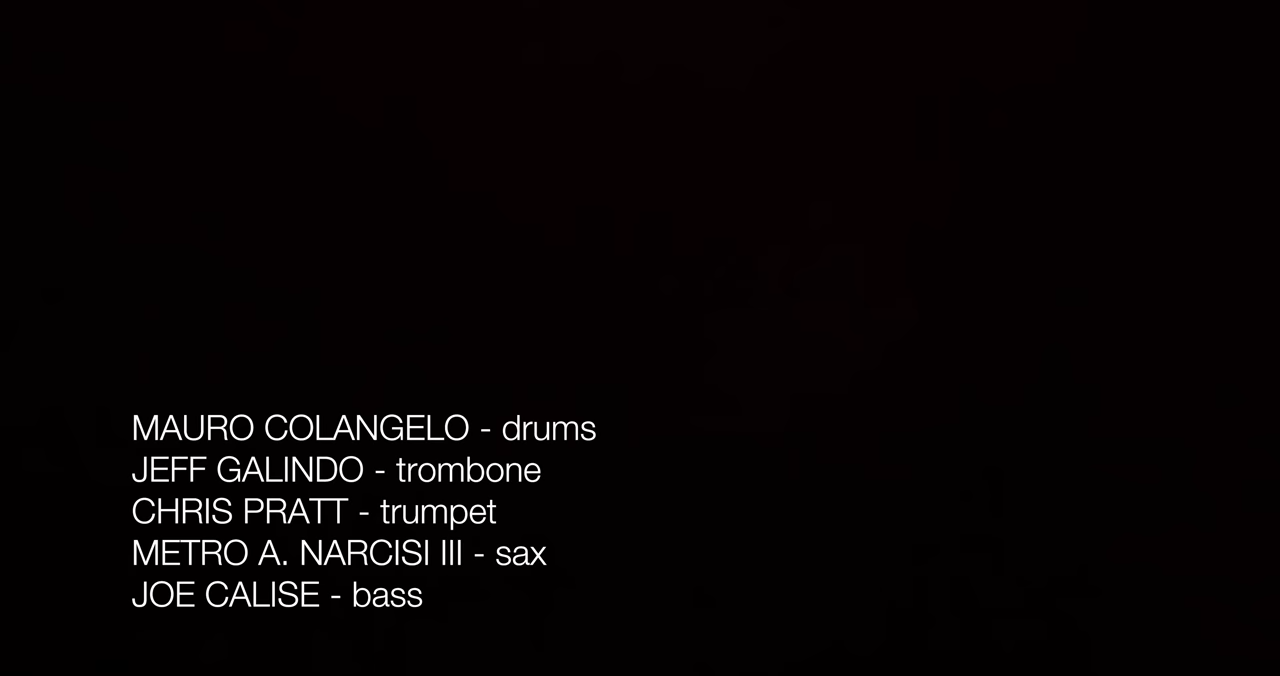 MAURO COLANGELO - drums
JEFF GALINDO - trombone
CHRIS PRATT - trumpet
METRO A. NARCISI III - sax
JOE CALISE - bass